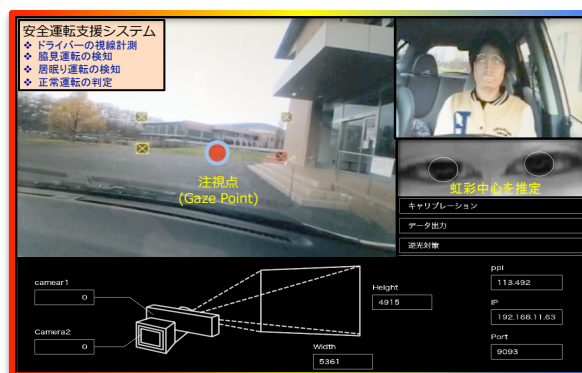 安全運転支援システム
❖ ドライバーの視線計測
❖ 脇見運転の検知
❖ 居眠り運転の検知
❖ 正常運転の判定
注視点
(Gaze Point)
虹彩中心を推定
キャリブレーション
データ出力
逆光対策
camear1
0
Camera2
0
Height
4915
Width
5361
ppi
113.492
IP
192.168.11.63
Port
9093